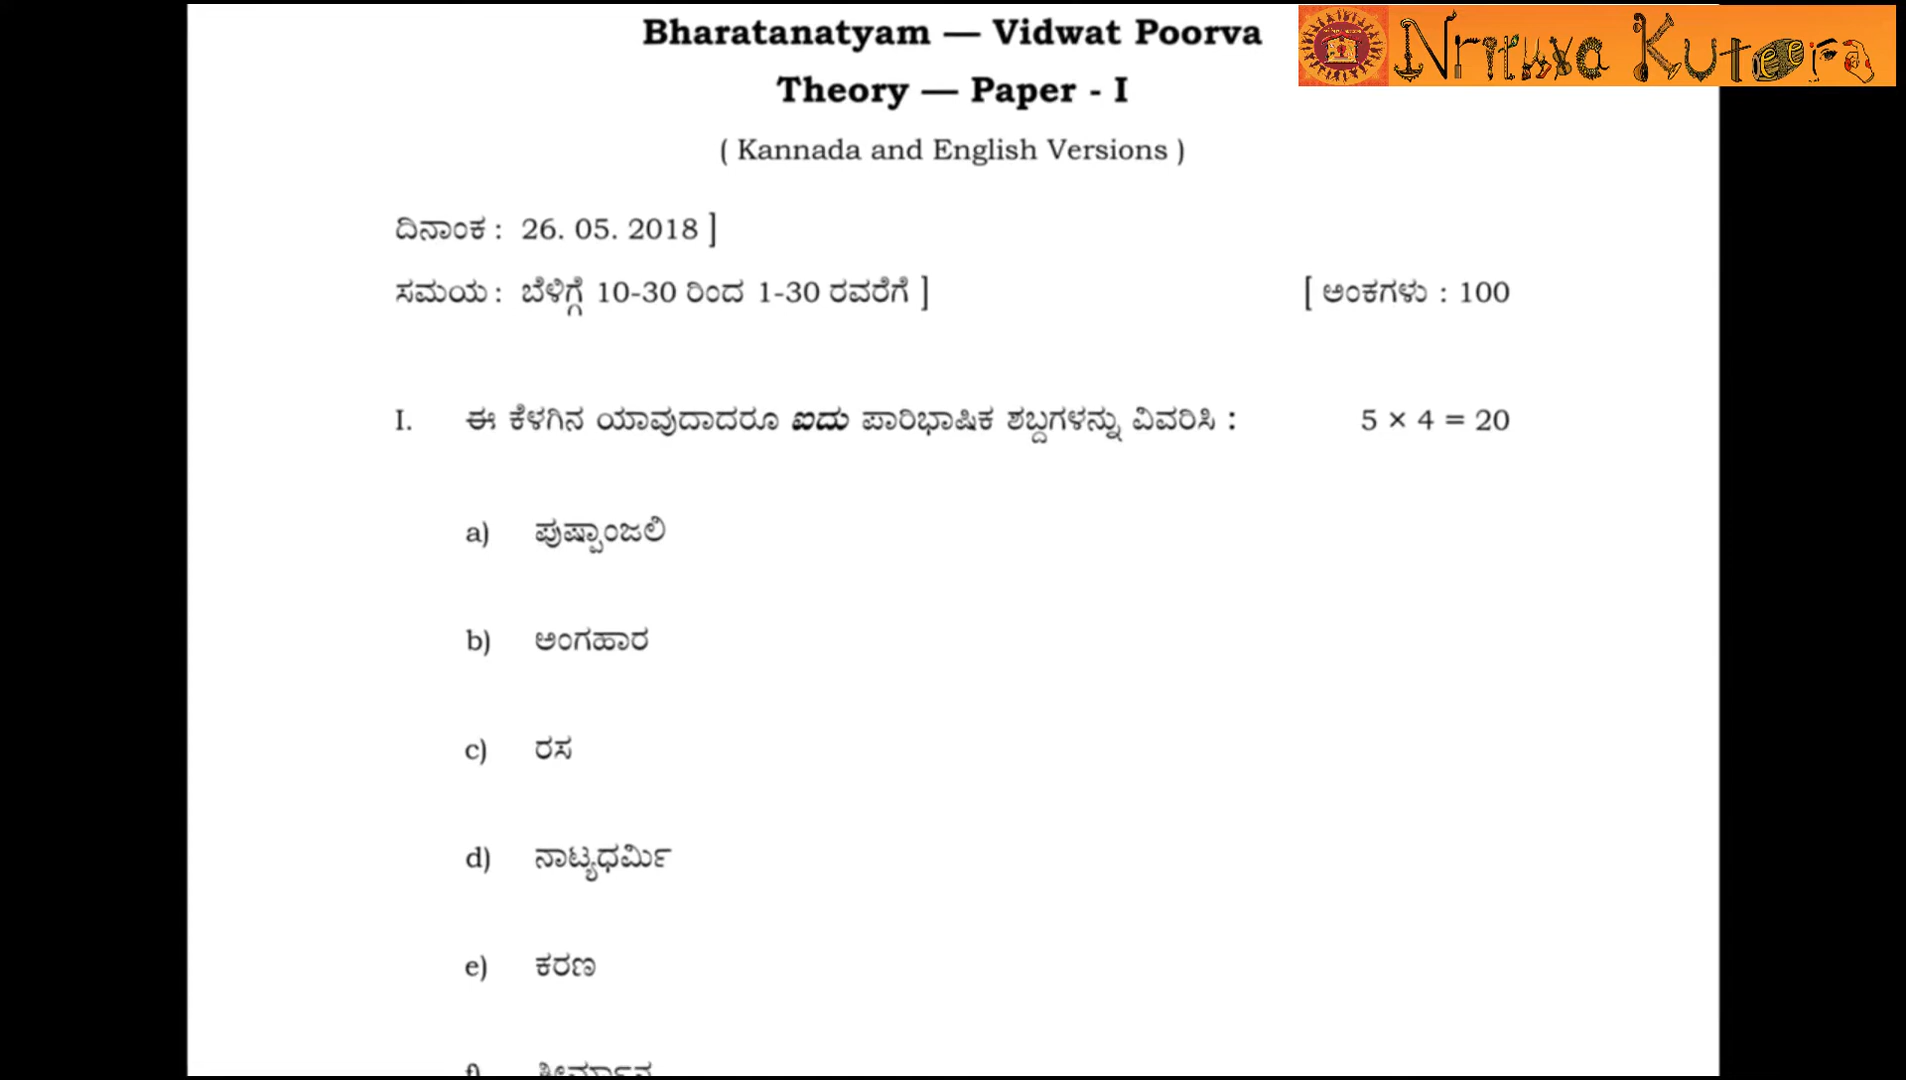 Bharatanatyam — Vidwat Poorva
Nrithya Kuteera
Theory — Paper - I
( Kannada and English Versions )
ದಿನಾಂಕ : 26. 05. 2018 ]
ಸಮಯ : ಬೆಳಿಗ್ಗೆ 10-30 ರಿಂದ 1-30 ರವರೆಗೆ ] [ ಅಂಕಗಳು : 100
I. ಈ ಕೆಳಗಿನ ಯಾವುದಾದರೂ ಐದು ಪಾರಿಭಾಷಿಕ ಶಬ್ದಗಳನ್ನು ವಿವರಿಸಿ : 5 × 4 = 20
a) ಪುಷ್ಪಾಂಜಲಿ
b) ಅಂಗಹಾರ
c) ರಸ
d) ನಾಟ್ಯಧರ್ಮಿ
e) ಕರಣ